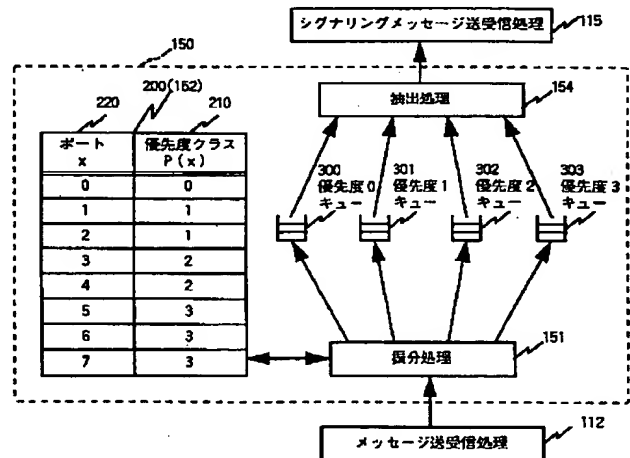 シグナリングメッセージ送受信処理
115
150
220
200(152)
210
抽出処理
154
ポート
x
優先度クラス
P(x)
0 0
1 1
2 1
3 2
4 2
5 3
6 3
7 3
300
優先度0
キュー
301
優先度1
キュー
302
優先度2
キュー
303
優先度3
キュー
振分処理
151
メッセージ送受信処理
112